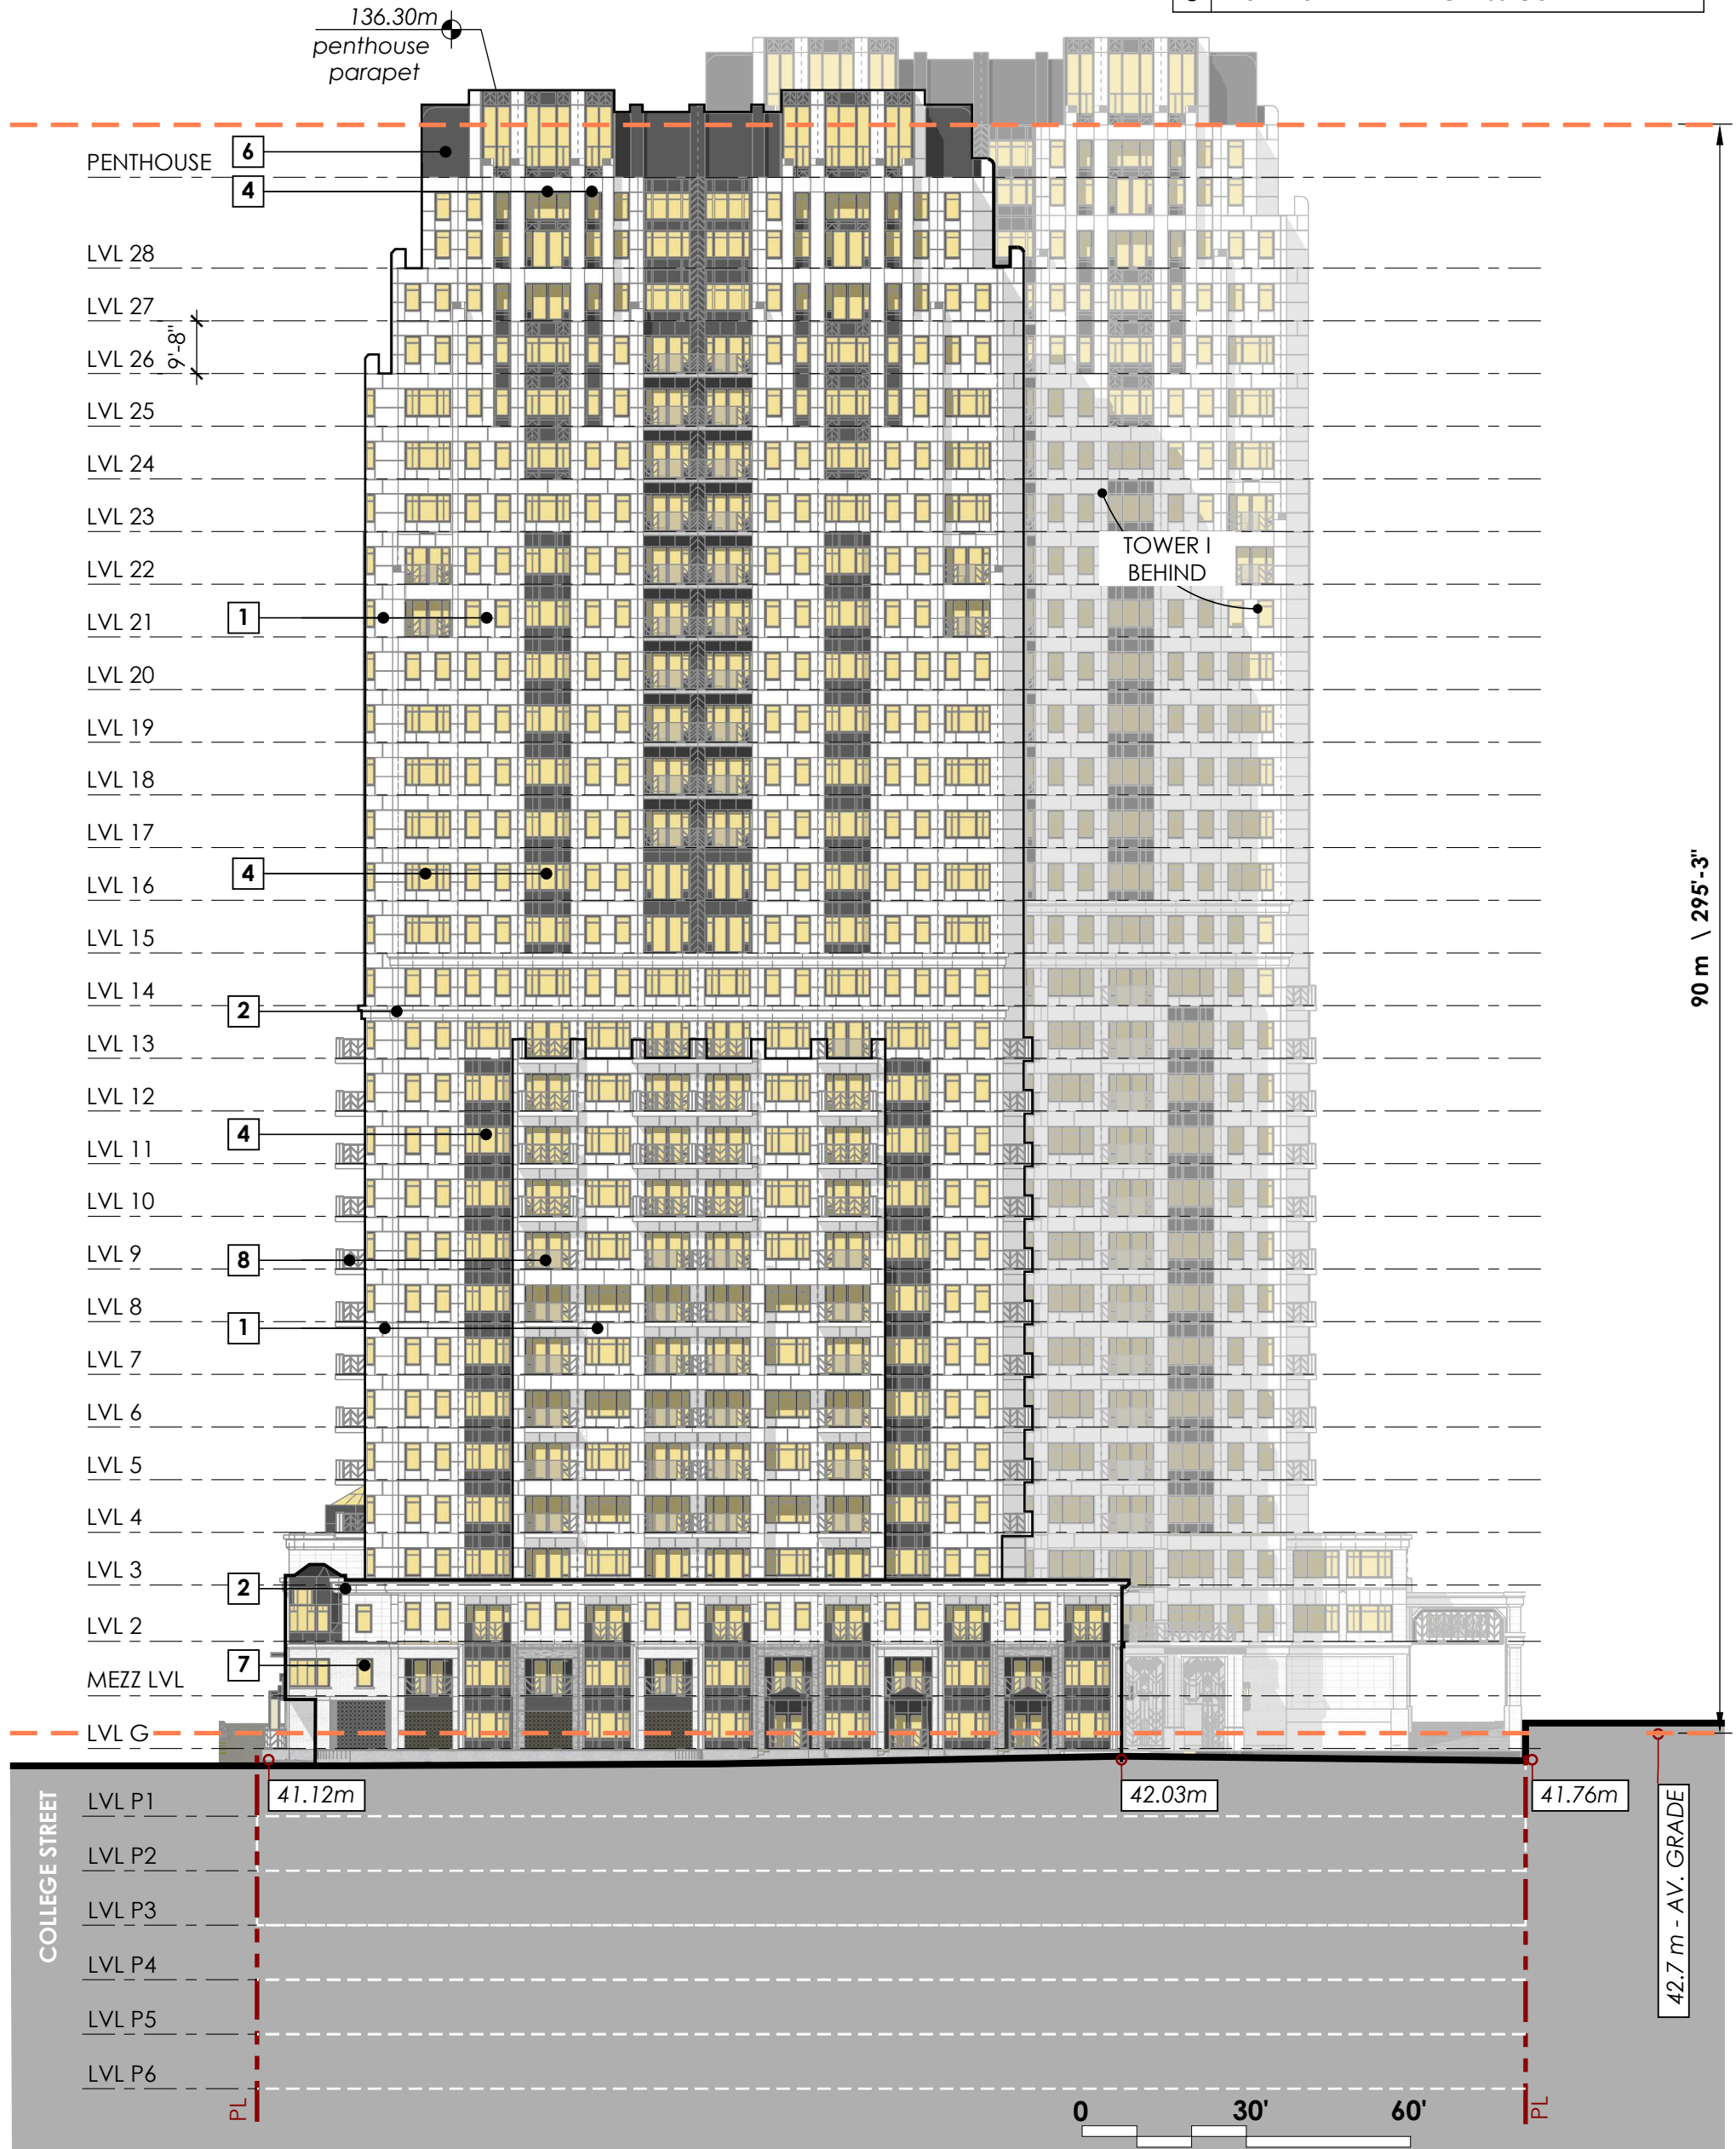 136.30m
penthouse
parapet
PENTHOUSE
6
4
LVL 28
LVL 27
9'-8"
LVL 26
LVL 25
LVL 24
LVL 23
TOWER I
BEHIND
LVL 22
1
LVL 21
LVL 20
LVL 19
LVL 18
LVL 17
4
LVL 16
90 m \ 295'-3"
LVL 15
LVL 14
2
LVL 13
LVL 12
4
LVL 11
LVL 10
LVL 9
8
LVL 8
1
LVL 7
LVL 6
LVL 5
LVL 4
LVL 3
2
LVL 2
7
MEZZ LVL
LVL G
41.12m
42.03m
41.76m
42.7 m - AV. GRADE
COLLEGE STREET
LVL P1
LVL P2
LVL P3
LVL P4
LVL P5
LVL P6
PL
0 30' 60'
PL